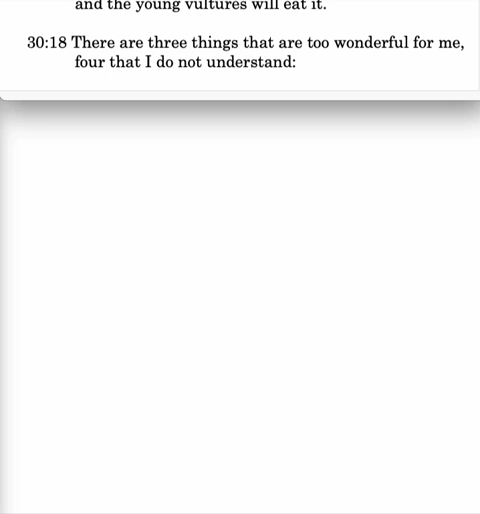 and the young vultures will eat it.
30:18 There are three things that are too wonderful for me,
four that I do not understand: